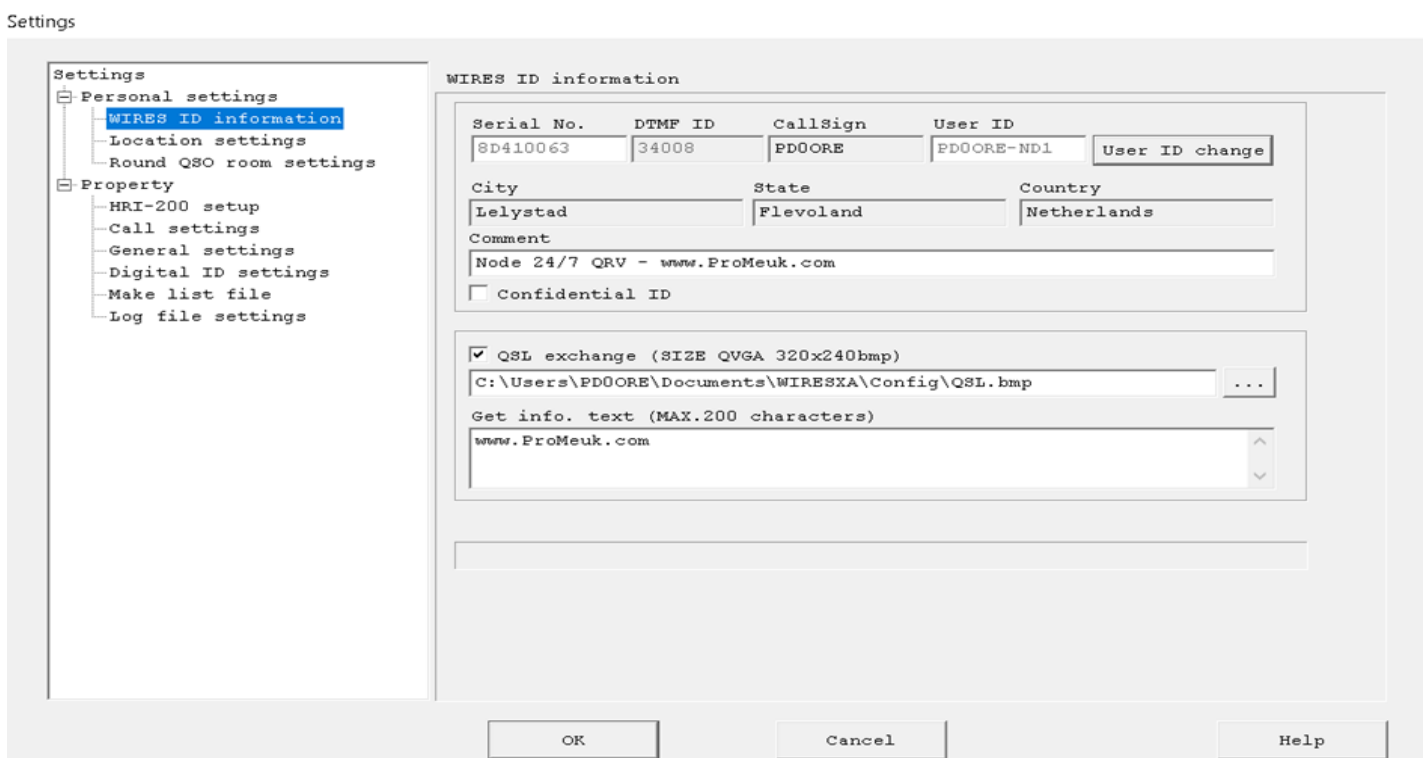 Settings
Settings
Personal settings
WIRES ID information
Location settings
Round QSO room settings
Property
HRI-200 setup
Call settings
General settings
Digital ID settings
Make list file
Log file settings
WIRES ID information
Serial No. DTMF ID CallSign User ID
8D410063 34008 PD0ORE PD0ORE-ND1 User ID change
City State Country
Lelystad Flevoland Netherlands
Comment
Node 24/7 QRV - www.ProMeuk.com
Confidential ID
QSL exchange (SIZE QVGA 320x240bmp)
C:\Users\PD0ORE\Documents\WIRESXA\Config\QSL.bmp ...
Get info. text (MAX.200 characters)
www.ProMeuk.com
OK Cancel Help